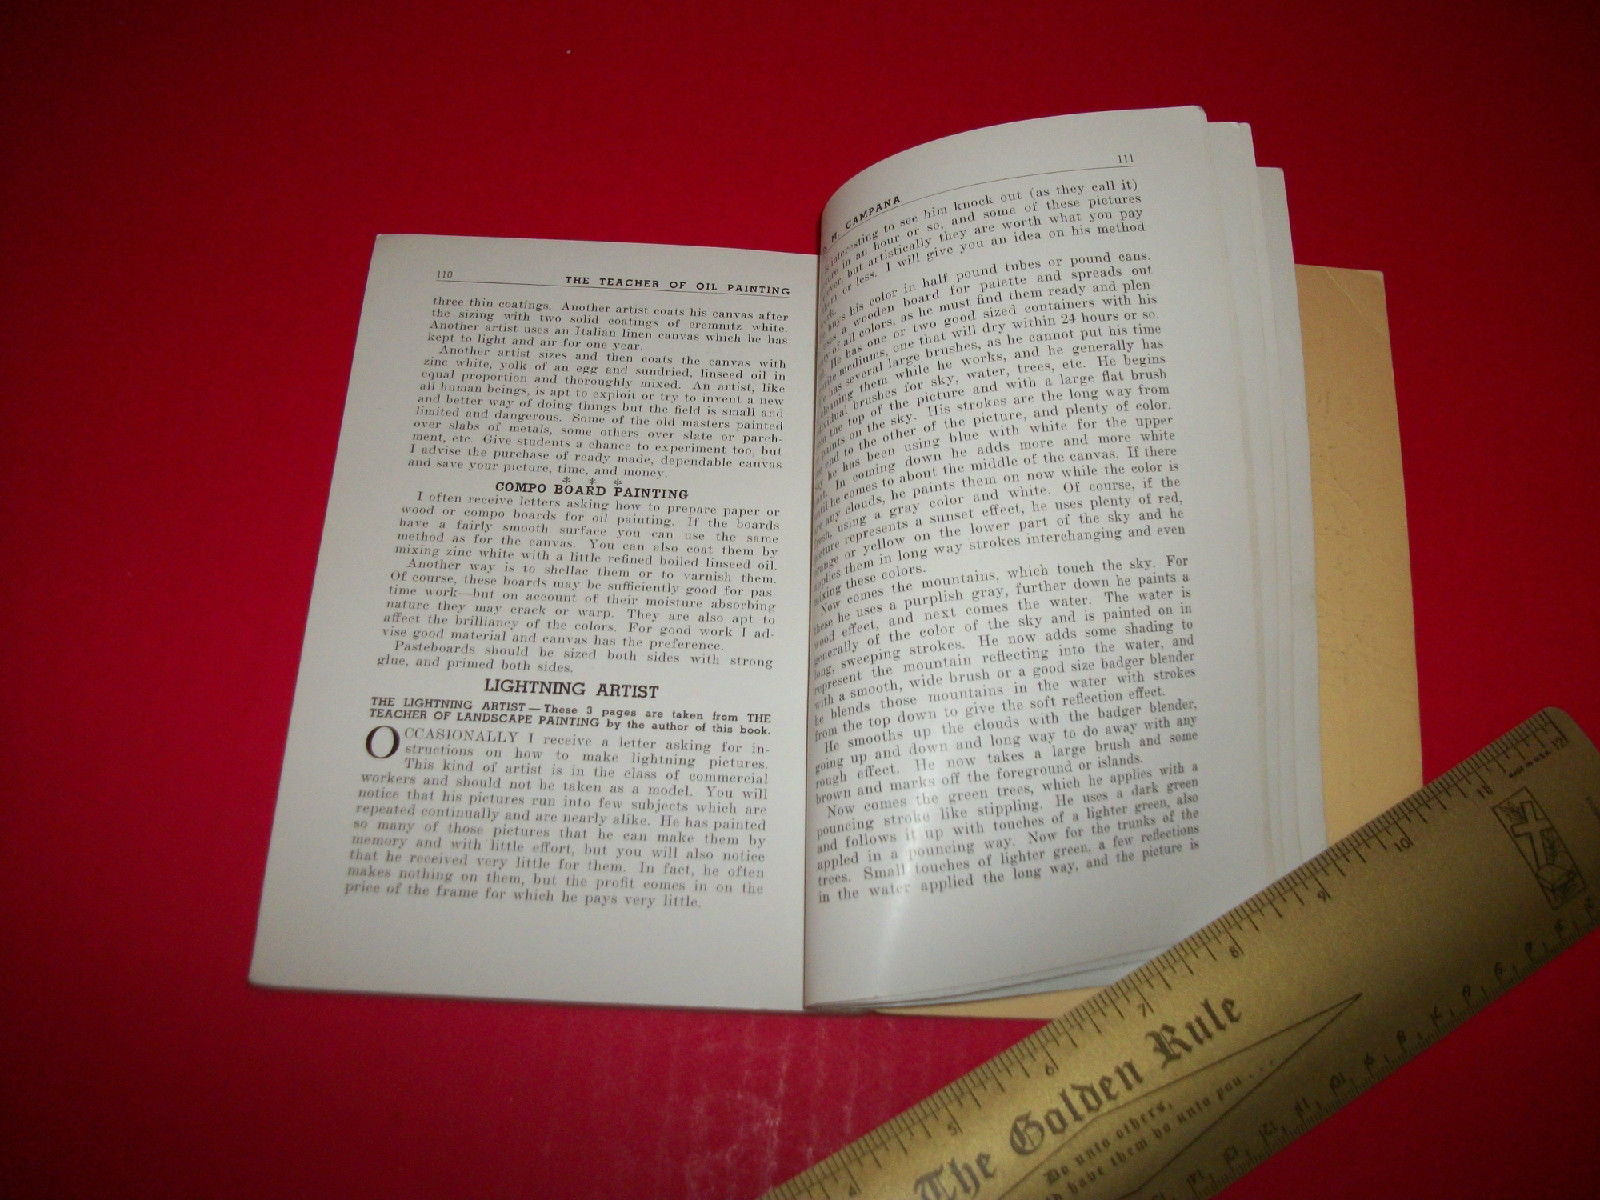 110 THE TEACHER OF OIL PAINTING
three thin coatings. Another artist coats his canvas after
the sizing with two solid coatings of cremnitz white.
Another artist uses an Italian linen canvas which he has
kept to light and air for one year.
Another artist sizes and then coats the canvas with
zinc white, yolk of an egg and sundried, linseed oil in
equal proportion and thoroughly mixed. An artist, like
all human beings, is apt to exploit or try to invent a new
and better way of doing things but the field is small and
limited and dangerous. Some of the old masters painted
over slabs of metals, some others over slate or parch-
ment, etc. Give students a chance to experiment too, but
I advise the purchase of ready made, dependable canvas
and save your picture, time, and money.
* * *
COMPO BOARD PAINTING
I often receive letters asking how to prepare paper or
wood or compo boards for oil painting. If the boards
have a fairly smooth surface you can use the same
method as for the canvas. You can also coat them by
mixing zinc white with a little refined boiled linseed oil.
Another way is to shellac them or to varnish them.
Of course, these boards may be sufficiently good for pas
time work—but on account of their moisture absorbing
nature they may crack or warp. They are also apt to
affect the brilliancy of the colors. For good work I ad-
vise good material and canvas has the preference.
Pasteboards should be sized both sides with strong
glue, and primed both sides.
LIGHTNING ARTIST
THE LIGHTNING ARTIST—These 3 pages are taken from THE
TEACHER OF LANDSCAPE PAINTING by the author of this book.
OCCASIONALLY I receive a letter asking for in-
structions on how to make lightning pictures.
This kind of artist is in the class of commercial
workers and should not be taken as a model. You will
notice that his pictures run into few subjects which are
repeated continually and are nearly alike. He has painted
so many of those pictures that he can make them by
memory and with little effort, but you will also notice
that he received very little for them. In fact, he often
makes nothing on them, but the profit comes in on the
price of the frame for which he pays very little.
M. CAMPANA 111
interesting to see him knock out (as they call it)
in an hour or so, and some of these pictures
but artistically they are worth what you pay
or less. I will give you an idea on his method
his color in half pound tubes or pound cans.
a wooden board for palette and spreads out
all colors, as he must find them ready and plen
He has one or two good sized containers with his
mediums, one that will dry within 24 hours or so.
has several large brushes, as he cannot put his time
cleaning them while he works, and he generally has
brushes for sky, water, trees, etc. He begins
the top of the picture and with a large flat brush
paints on the sky. His strokes are the long way from
end to the other of the picture, and plenty of color.
he has been using blue with white for the upper
In coming down he adds more and more white
he comes to about the middle of the canvas. If there
are any clouds, he paints them on now while the color is
fresh, using a gray color and white. Of course, if the
picture represents a sunset effect, he uses plenty of red,
orange or yellow on the lower part of the sky and he
applies them in long way strokes interchanging and even
mixing these colors.
Now comes the mountains, which touch the sky. For
these he uses a purplish gray, further down he paints a
wood effect, and next comes the water. The water is
generally of the color of the sky and is painted on in
long, sweeping strokes. He now adds some shading to
represent the mountain reflecting into the water, and
with a smooth, wide brush or a good size badger blender
he blends those mountains in the water with strokes
from the top down to give the soft reflection effect.
He smooths up the clouds with the badger blender,
going up and down and long way to do away with any
rough effect. He now takes a large brush and some
brown and marks off the foreground or islands.
Now comes the green trees, which he applies with a
pouncing stroke like stippling. He uses a dark green
and follows it up with touches of a lighter green, also
appled in a pouncing way. Now for the trunks of the
trees. Small touches of lighter green, a few reflections
in the water applied the long way, and the picture is
The Golden Rule
Do unto others,
have them do unto you . . .